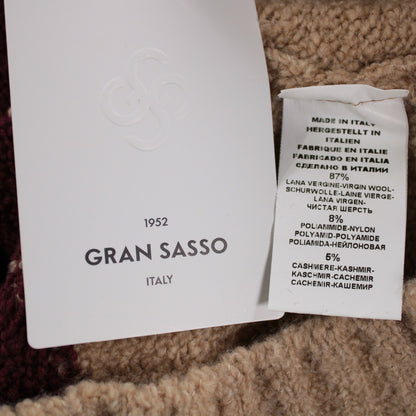 1952
GRAN SASSO
ITALY
MADE IN ITALY
HERGESTELLT IN
ITALIEN
FABRIQUE EN ITALIE
FABRICADO EN ITALIA
СДЕЛАНО В ИТАЛИИ
87%
LANA VERGINE-VIRGIN WOOL-
SCHURWOLLE-LAINE VIERGE-
LANA VIRGEN-
ЧИСТАЯ ШЕРСТЬ
8%
POLIAMMIDE-NYLON
POLYAMID-POLYAMIDE
POLIAMIDA-НЕЙЛОНОВАЯ
5%
CASHMERE-KASHMIR-
KASCHMIR-CACHEMIR
CACHEMIR-КАШЕМИР